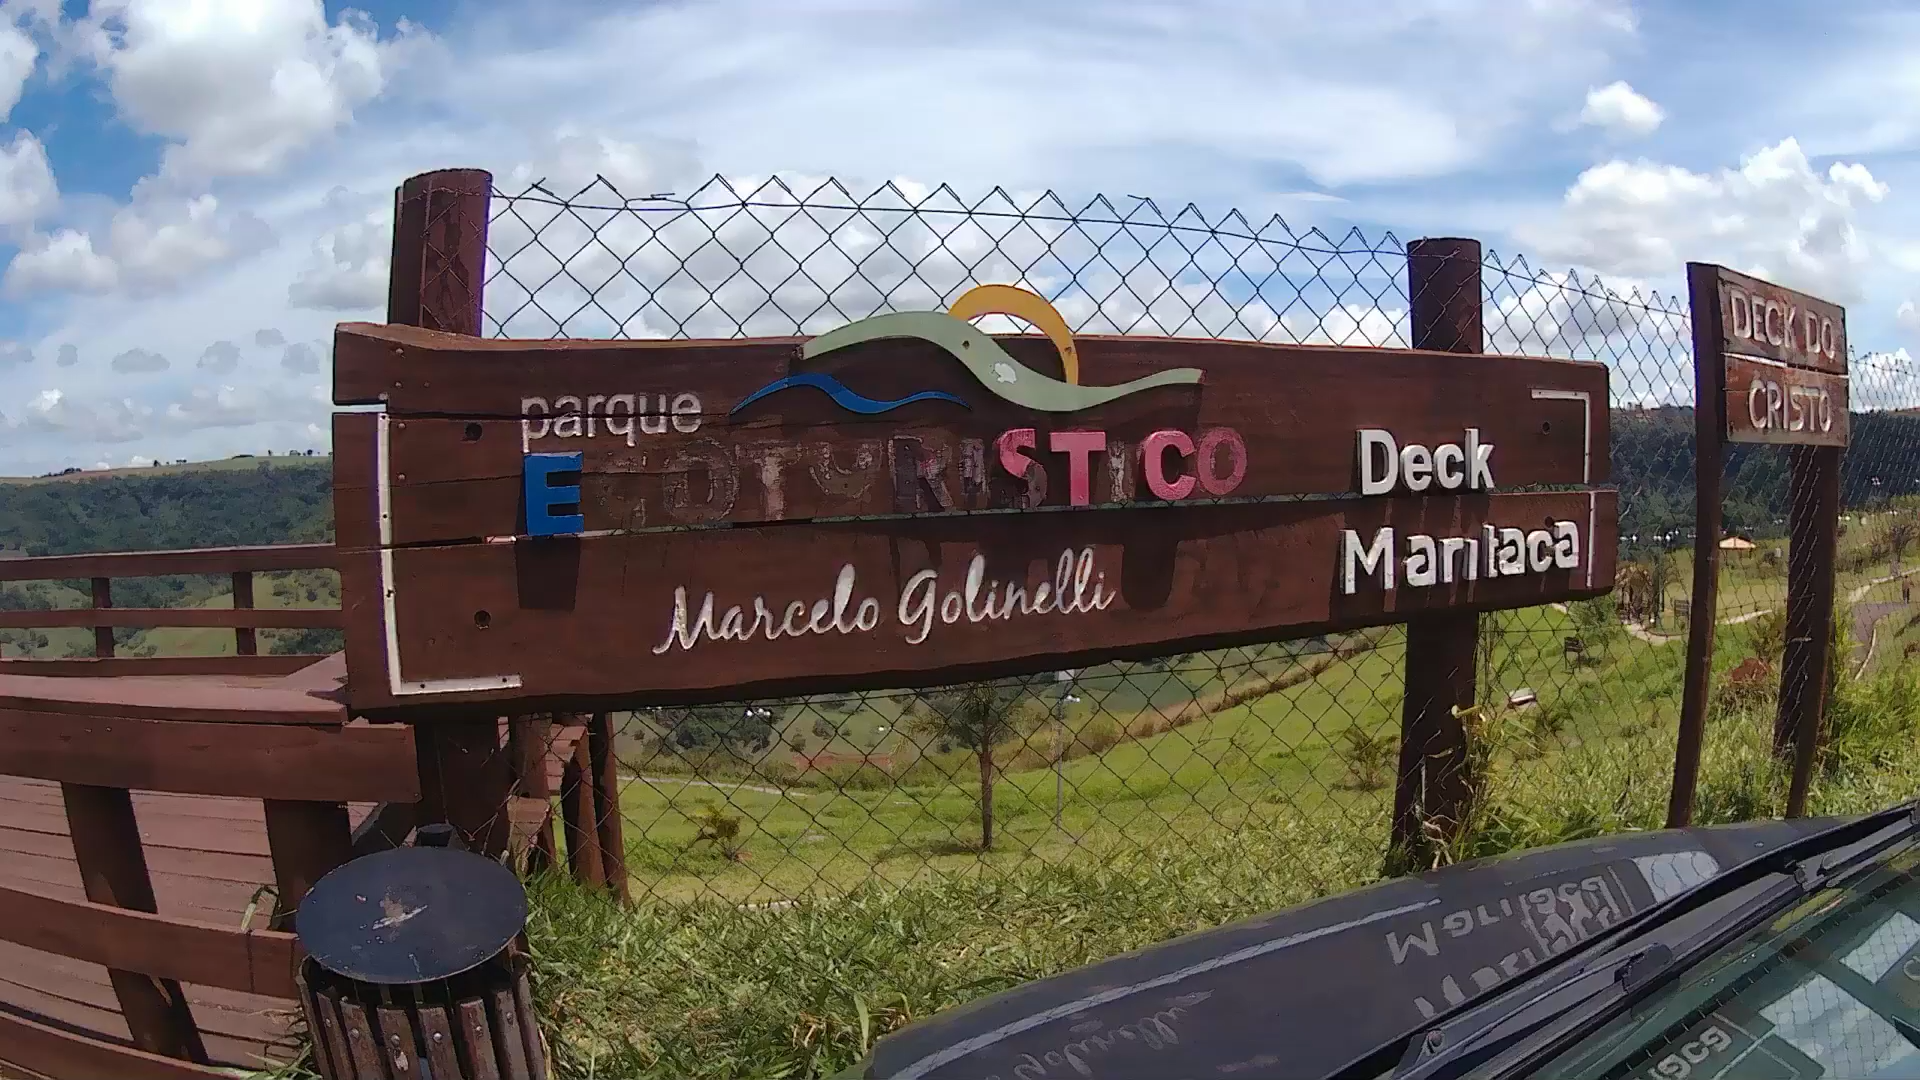 parque
ECOTURISTICO
Marcelo Golinelli
Deck
Maritaca
DECK DO
CRISTO